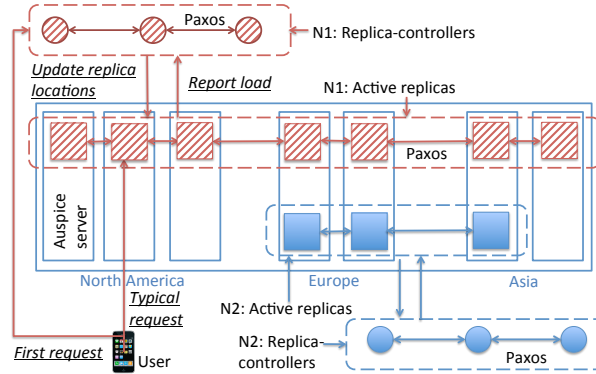 Paxos
N1: Replica-controllers
Update replica
locations
Report load
N1: Active replicas
Paxos
Auspice
server
North America
Europe
Asia
Typical
request
N2: Active replicas
First request
User
N2: Replica-
controllers
Paxos